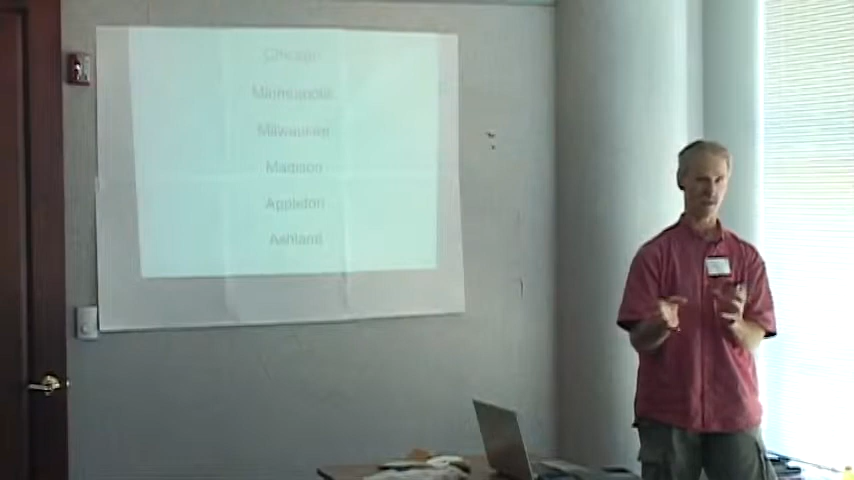 Chicago
Minneapolis
Milwaukee
Madison
Appleton
Ashland